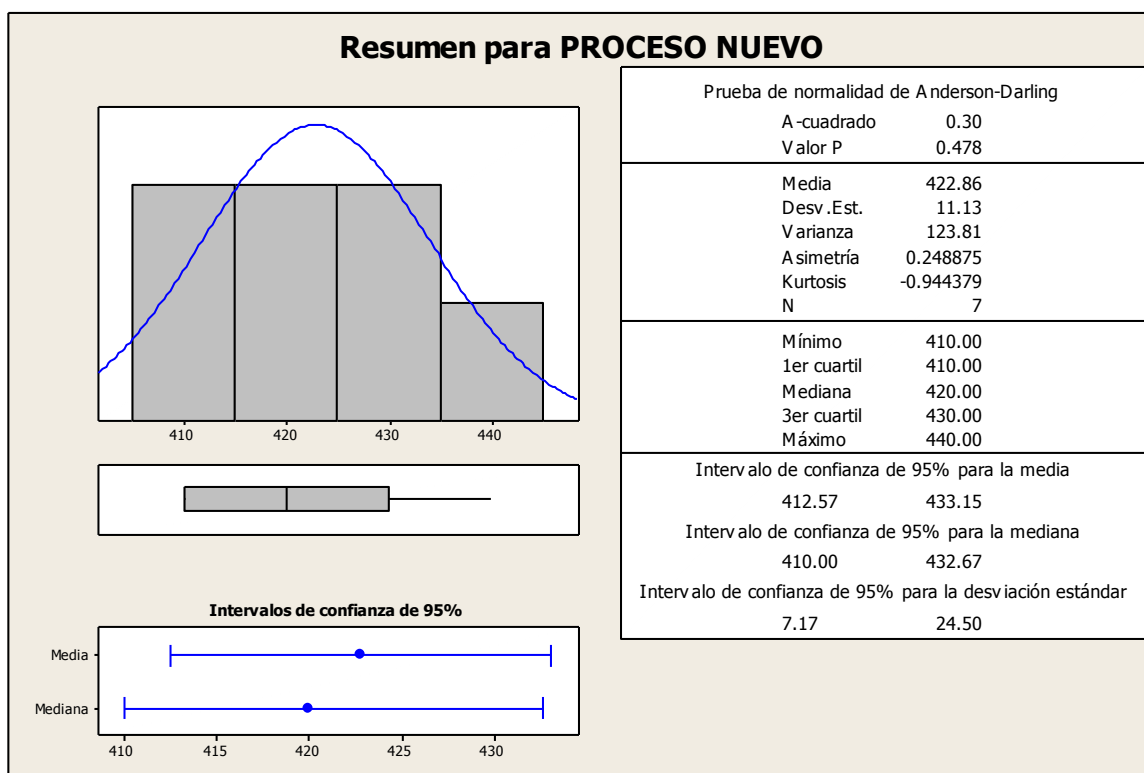 Resumen para PROCESO NUEVO
410 420 430 440
Intervalos de confianza de 95%
Media
Mediana
410 415 420 425 430
Prueba de normalidad de Anderson-Darling
A-cuadrado 0.30
Valor P 0.478
Media 422.86
Desv.Est. 11.13
Varianza 123.81
Asimetría 0.248875
Kurtosis -0.944379
N 7
Mínimo 410.00
1er cuartil 410.00
Mediana 420.00
3er cuartil 430.00
Máximo 440.00
Intervalo de confianza de 95% para la media
412.57 433.15
Intervalo de confianza de 95% para la mediana
410.00 432.67
Intervalo de confianza de 95% para la desviación estándar
7.17 24.50